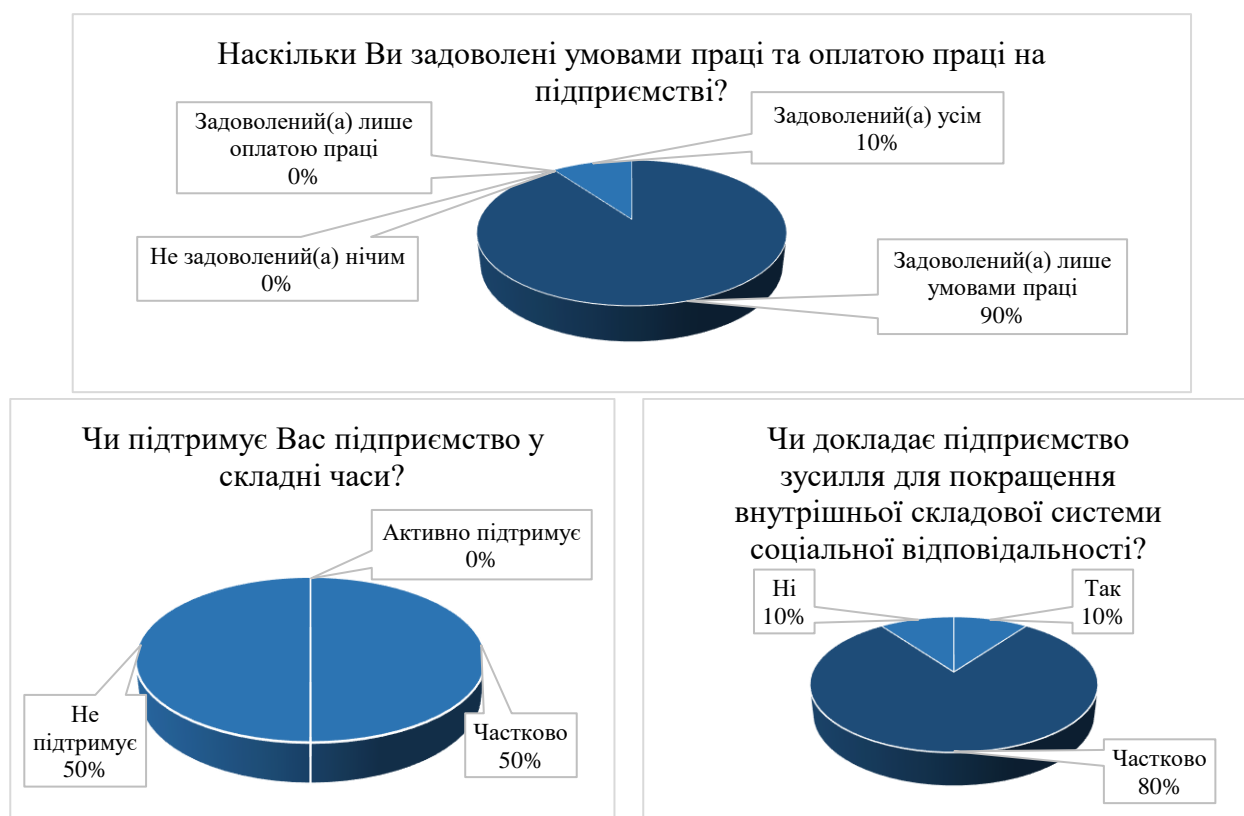 Наскільки Ви задоволені умовами праці та оплатою праці на
підприємстві?
Задоволений(а) лише
оплатою праці
0%
Задоволений(а) усім
10%
Не задоволений(а) нічим
0%
Задоволений(а) лише
умовами праці
90%
Чи підтримує Вас підприємство у
складні часи?
Активно підтримує
0%
Не
підтримує
50%
Частково
50%
Чи докладає підприємство
зусилля для покращення
внутрішньої складової системи
соціальної відповідальності?
Ні
10%
Так
10%
Частково
80%